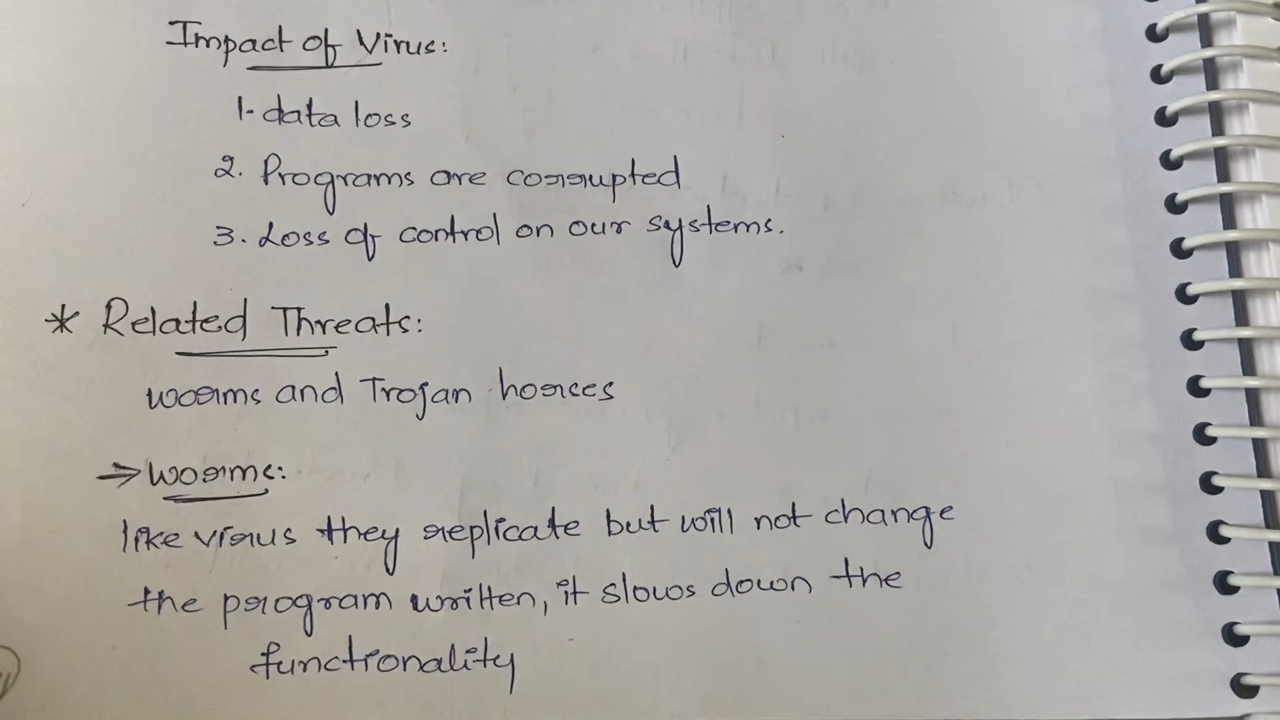 Impact of Virus:
1. data loss
2. Programs are corrupted
3. Loss of control on our systems.
* Related Threats:
worms and Trojan horses
→ worms:
like virus they replicate but will not change
the program written, it slows down the
functionality